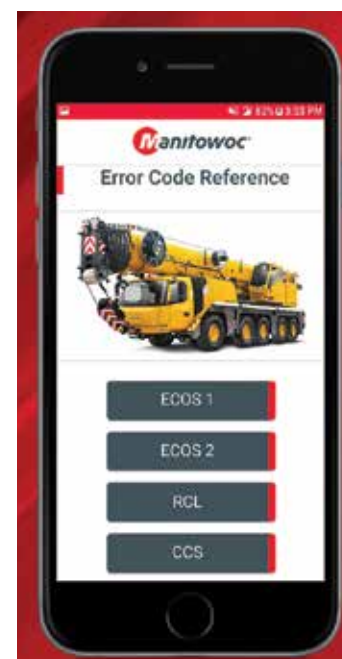 Manitowoc
Error Code Reference
ECOS 1
ECOS 2
RCL
CCS